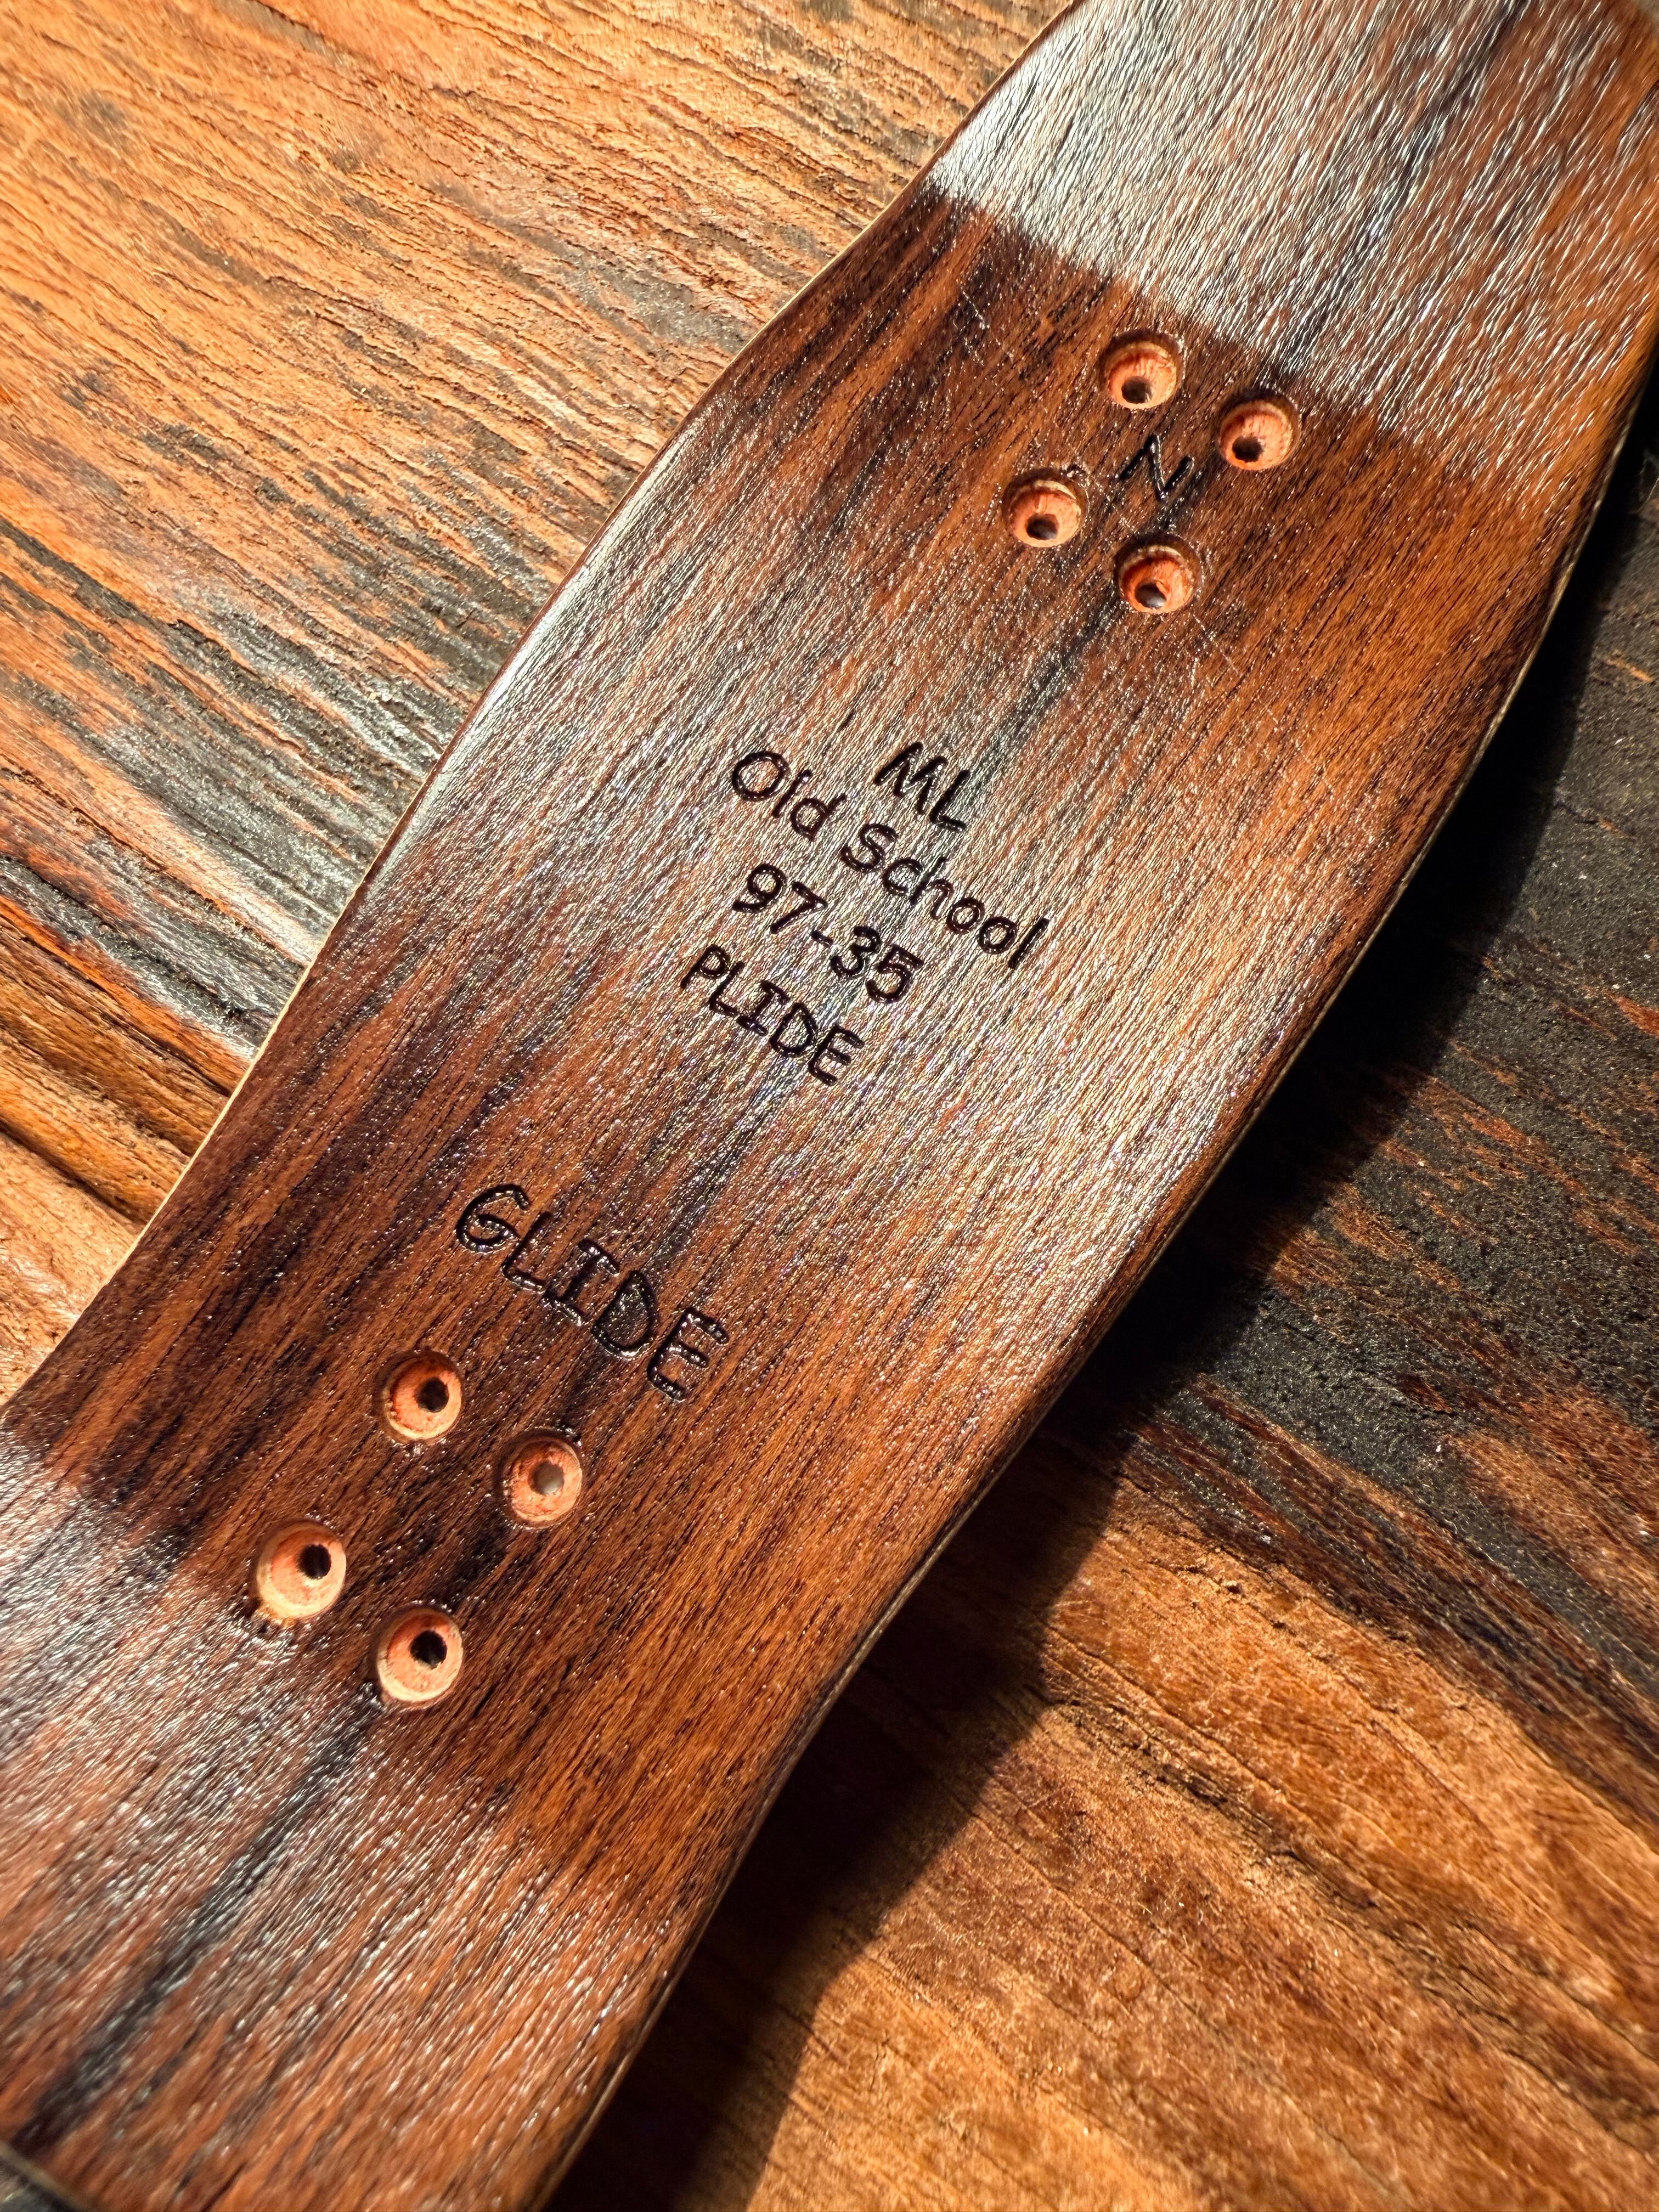 N
ML
Old School
97-35
PLIDE
GLIDE